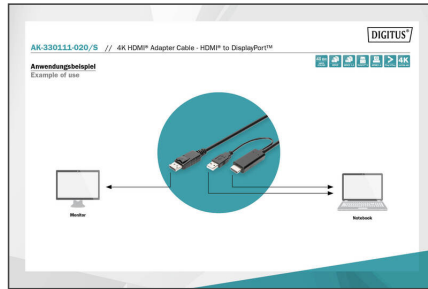 DIGITUS®
AK-330111-020/S // 4K HDMI® Adapter Cable - HDMI® to DisplayPort™
Anwendungsbeispiel
Example of use
4K
Monitor
Notebook